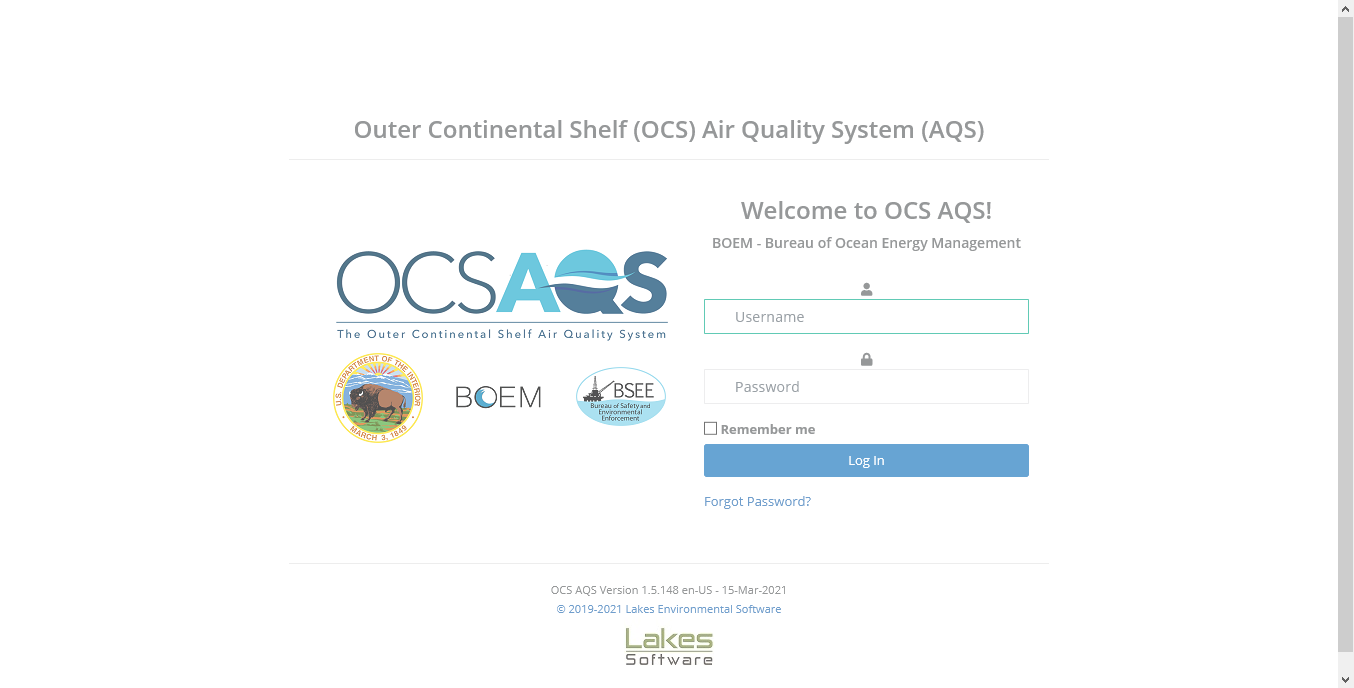 Outer Continental Shelf (OCS) Air Quality System (AQS)
Welcome to OCS AQS!
BOEM - Bureau of Ocean Energy Management
OCSAQS
The Outer Continental Shelf Air Quality System
U.S. DEPARTMENT OF THE INTERIOR
MARCH 3, 1849
BOEM
BSEE
Bureau of Safety and
Environmental
Enforcement
Username
Password
Remember me
Log In
Forgot Password?
OCS AQS Version 1.5.148 en-US - 15-Mar-2021
© 2019-2021 Lakes Environmental Software
Lakes
Software